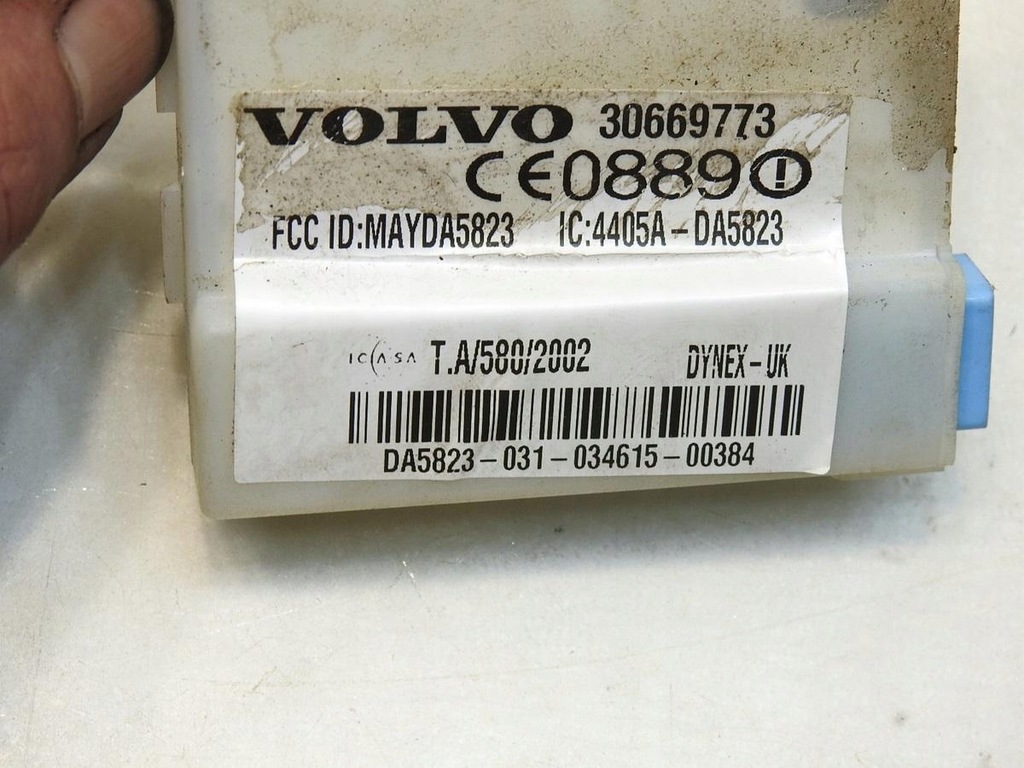 VOLVO 30669773
CE0889!
FCC ID:MAYDA5823 IC:4405A-DA5823
ICASA T.A/580/2002 DYNEX-UK
DA5823-031-034615-00384